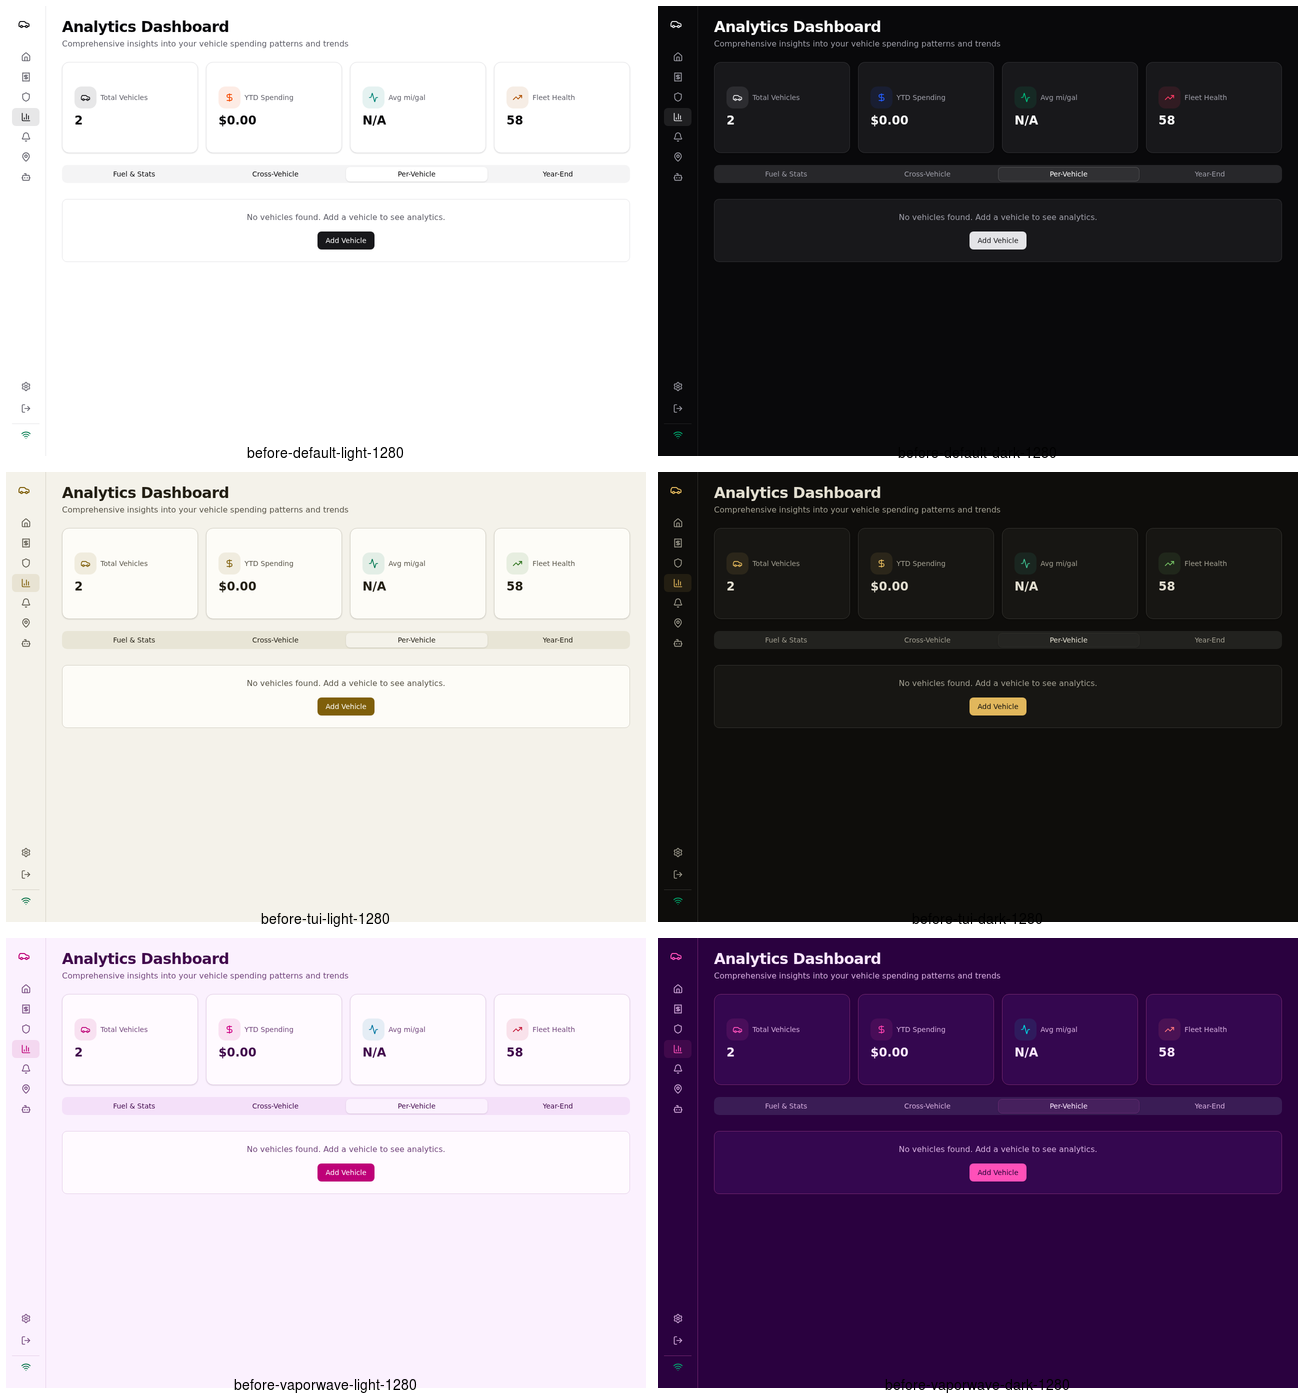 Analytics Dashboard
Comprehensive insights into your vehicle spending patterns and trends
Total Vehicles
2
YTD Spending
$0.00
Avg mi/gal
N/A
Fleet Health
58
Fuel & Stats
Cross-Vehicle
Per-Vehicle
Year-End
No vehicles found. Add a vehicle to see analytics.
Add Vehicle
before-default-light-1280
Analytics Dashboard
Comprehensive insights into your vehicle spending patterns and trends
Total Vehicles
2
YTD Spending
$0.00
Avg mi/gal
N/A
Fleet Health
58
Fuel & Stats
Cross-Vehicle
Per-Vehicle
Year-End
No vehicles found. Add a vehicle to see analytics.
Add Vehicle
before-default-dark-1280
Analytics Dashboard
Comprehensive insights into your vehicle spending patterns and trends
Total Vehicles
2
YTD Spending
$0.00
Avg mi/gal
N/A
Fleet Health
58
Fuel & Stats
Cross-Vehicle
Per-Vehicle
Year-End
No vehicles found. Add a vehicle to see analytics.
Add Vehicle
before-tui-light-1280
Analytics Dashboard
Comprehensive insights into your vehicle spending patterns and trends
Total Vehicles
2
YTD Spending
$0.00
Avg mi/gal
N/A
Fleet Health
58
Fuel & Stats
Cross-Vehicle
Per-Vehicle
Year-End
No vehicles found. Add a vehicle to see analytics.
Add Vehicle
before-tui-dark-1280
Analytics Dashboard
Comprehensive insights into your vehicle spending patterns and trends
Total Vehicles
2
YTD Spending
$0.00
Avg mi/gal
N/A
Fleet Health
58
Fuel & Stats
Cross-Vehicle
Per-Vehicle
Year-End
No vehicles found. Add a vehicle to see analytics.
Add Vehicle
before-vaporwave-light-1280
Analytics Dashboard
Comprehensive insights into your vehicle spending patterns and trends
Total Vehicles
2
YTD Spending
$0.00
Avg mi/gal
N/A
Fleet Health
58
Fuel & Stats
Cross-Vehicle
Per-Vehicle
Year-End
No vehicles found. Add a vehicle to see analytics.
Add Vehicle
before-vaporwave-dark-1280